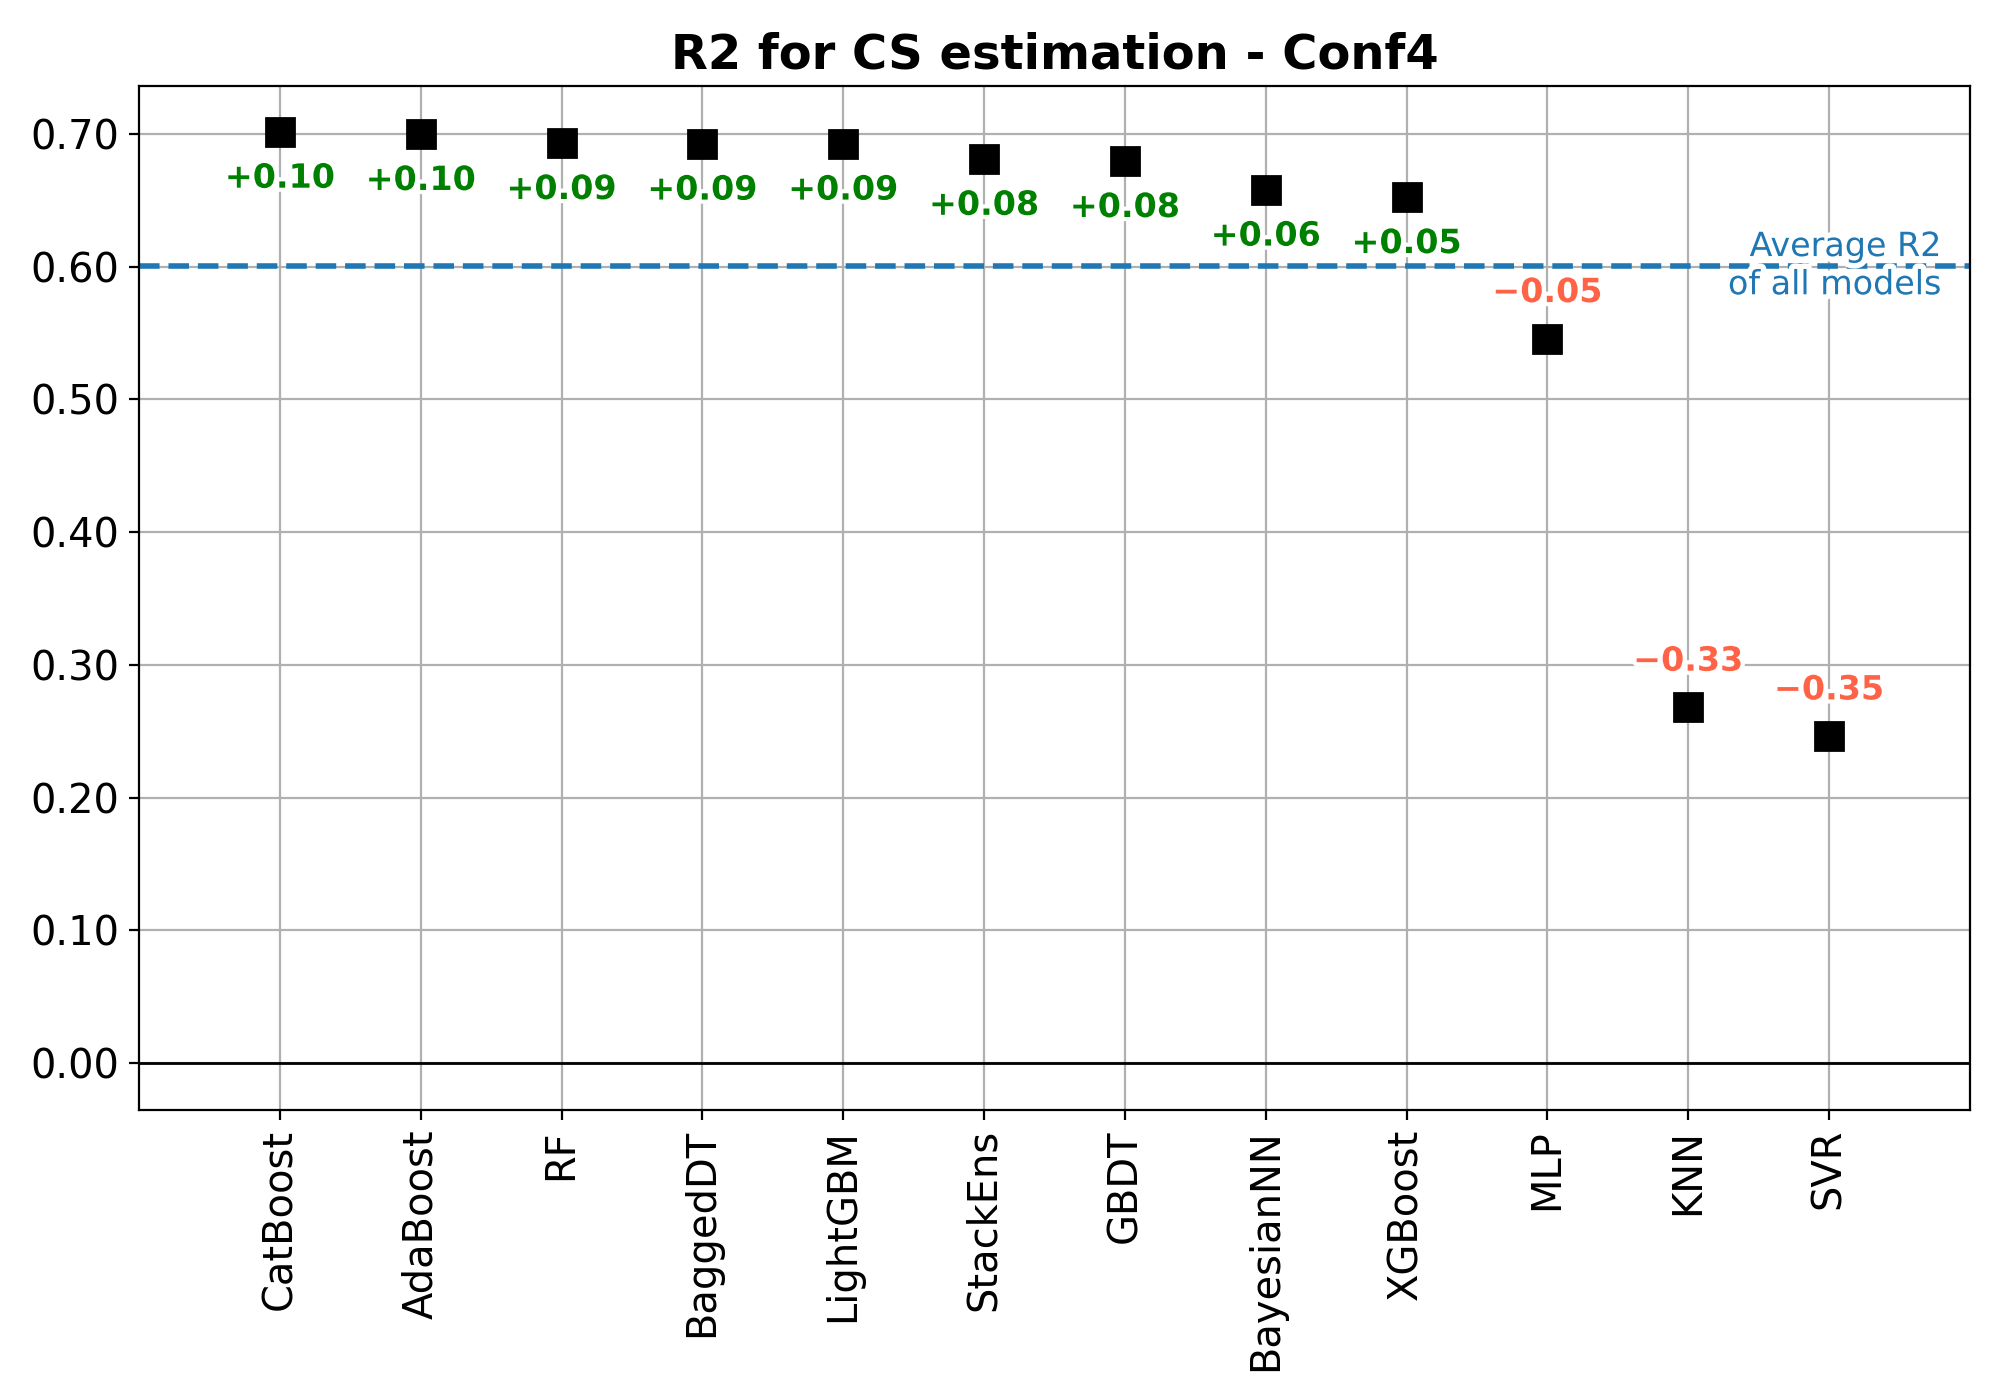 R2 for CS estimation - Conf4
0.70
0.60
0.50
0.40
0.30
0.20
0.10
0.00
+0.10
+0.10
+0.09
+0.09
+0.09
+0.08
+0.08
+0.06
+0.05
−0.05
−0.33
−0.35
Average R2
of all models
CatBoost
AdaBoost
RF
BaggedDT
LightGBM
StackEns
GBDT
BayesianNN
XGBoost
MLP
KNN
SVR